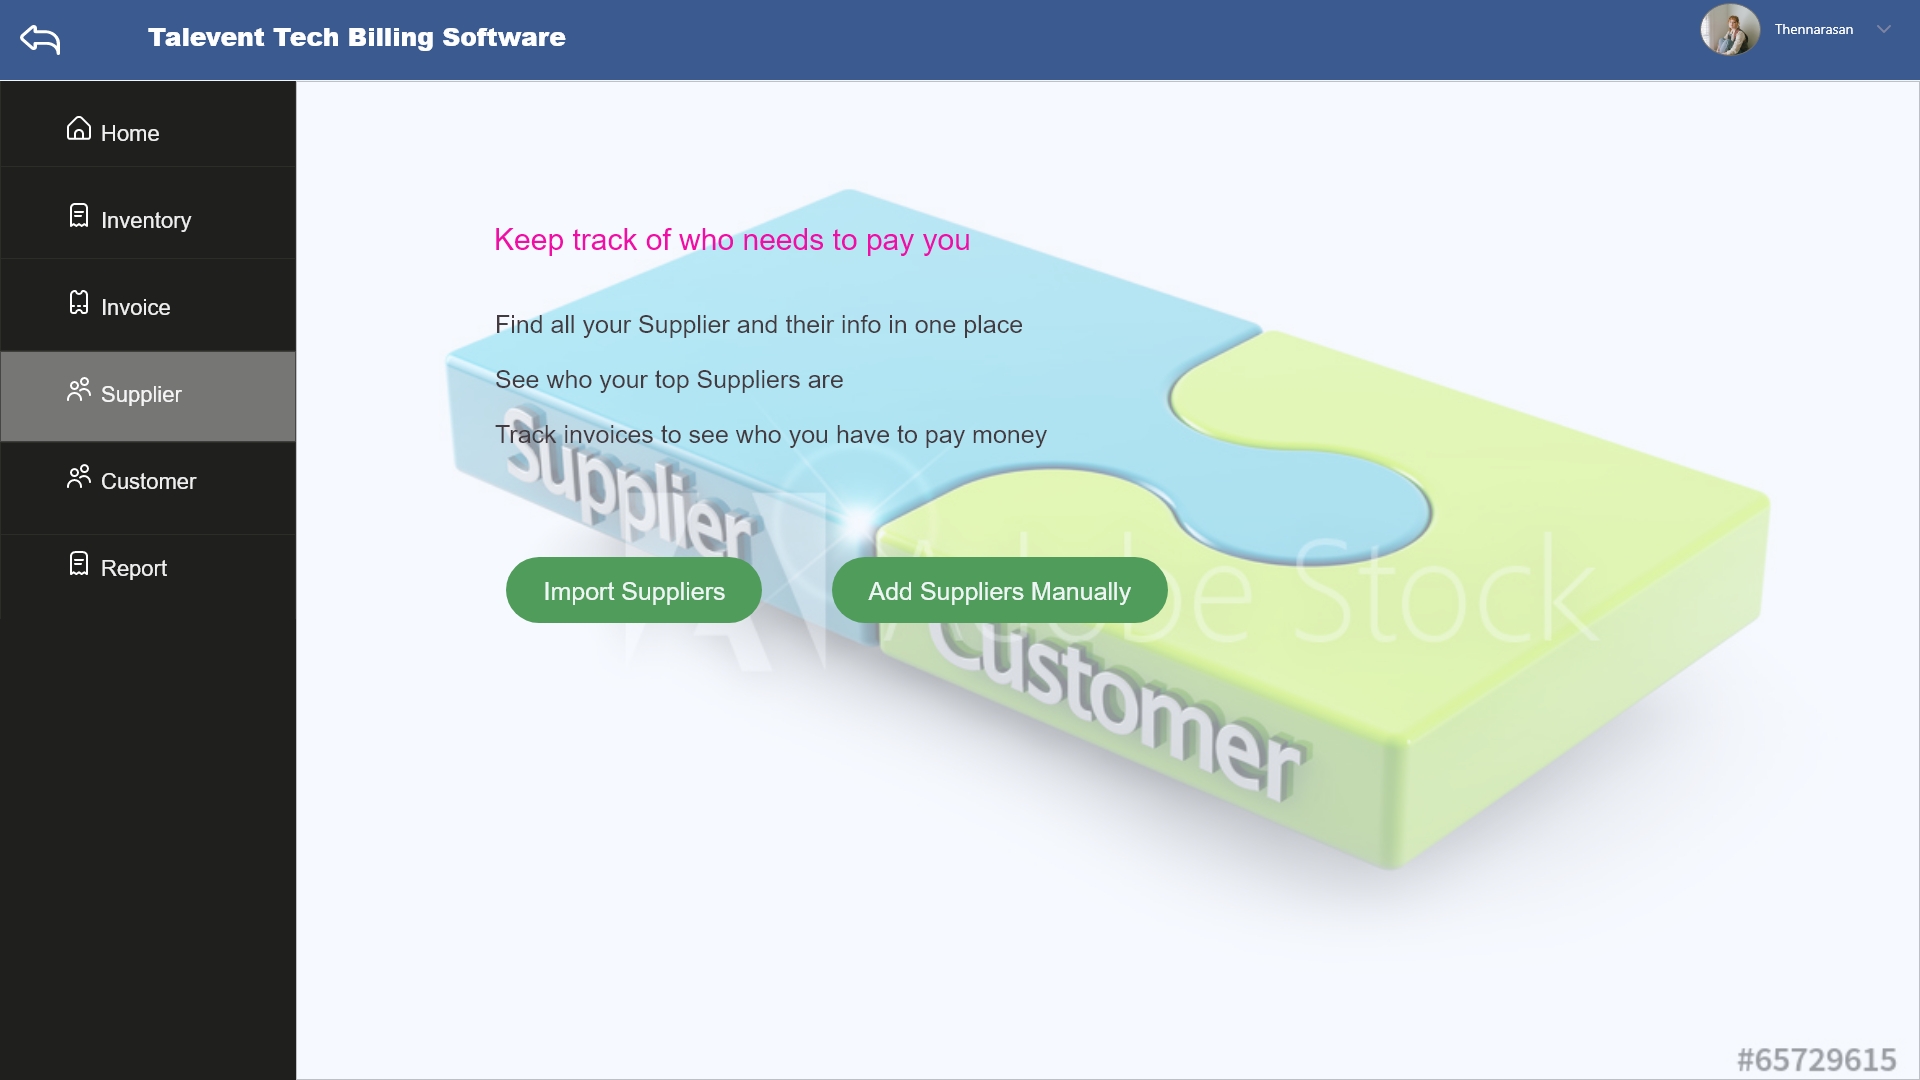 Talevent Tech Billing Software
Thennarasan
Home
Inventory
Invoice
Supplier
Customer
Report
Keep track of who needs to pay you
Find all your Supplier and their info in one place
See who your top Suppliers are
Track invoices to see who you have to pay money
Supplier
Import Suppliers
Add Suppliers Manually
Adobe Stock
Customer
#65729615